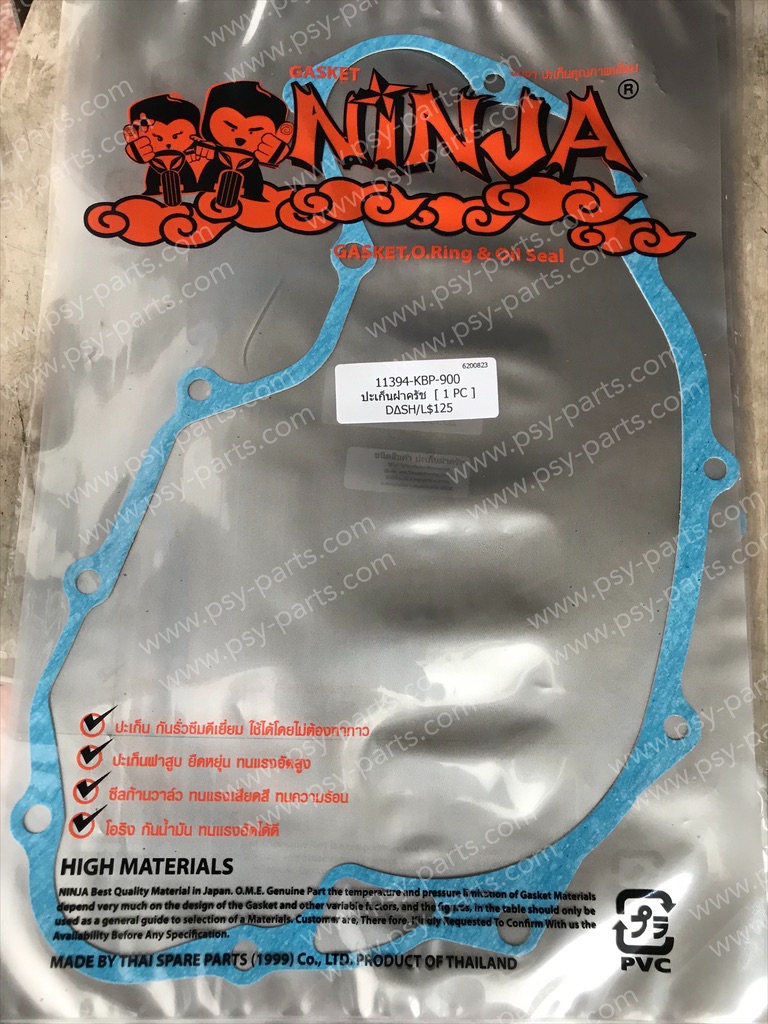 GASKET
NINJA
®
GASKET,O.Ring & Oil Seal
6200823
11394-KBP-900
ปะเก็นฝาครัช [ 1 PC ]
DΔSH/L$125
ปะเก็น กันรั่วซึมดีเยี่ยม ใช้ได้โดยไม่ต้องทากาว
ปะเก็นฝาสูบ ยืดหยุ่น ทนแรงอัดสูง
ซีลก้านวาล์ว ทนแรงเสียดสี ทนความร้อน
โอริง กันน้ำมัน ทนแรงอัดได้ดี
HIGH MATERIALS
NINJA Best Quality Material in Japan. O.M.E. Genuine Part the temperature and pressure limitation of Gasket Materials
depend very much on the design of the Gasket and other variable factors, and the figures, in the table should only be
used as a general guide to selection of a Materials. Customer are, There fore, Kindly Requested To Confirm With us the
Availability Before Any Specification.
MADE BY THAI SPARE PARTS (1999) Co., LTD. PRODUCT OF THAILAND
プラ
PVC
www.psy-parts.com